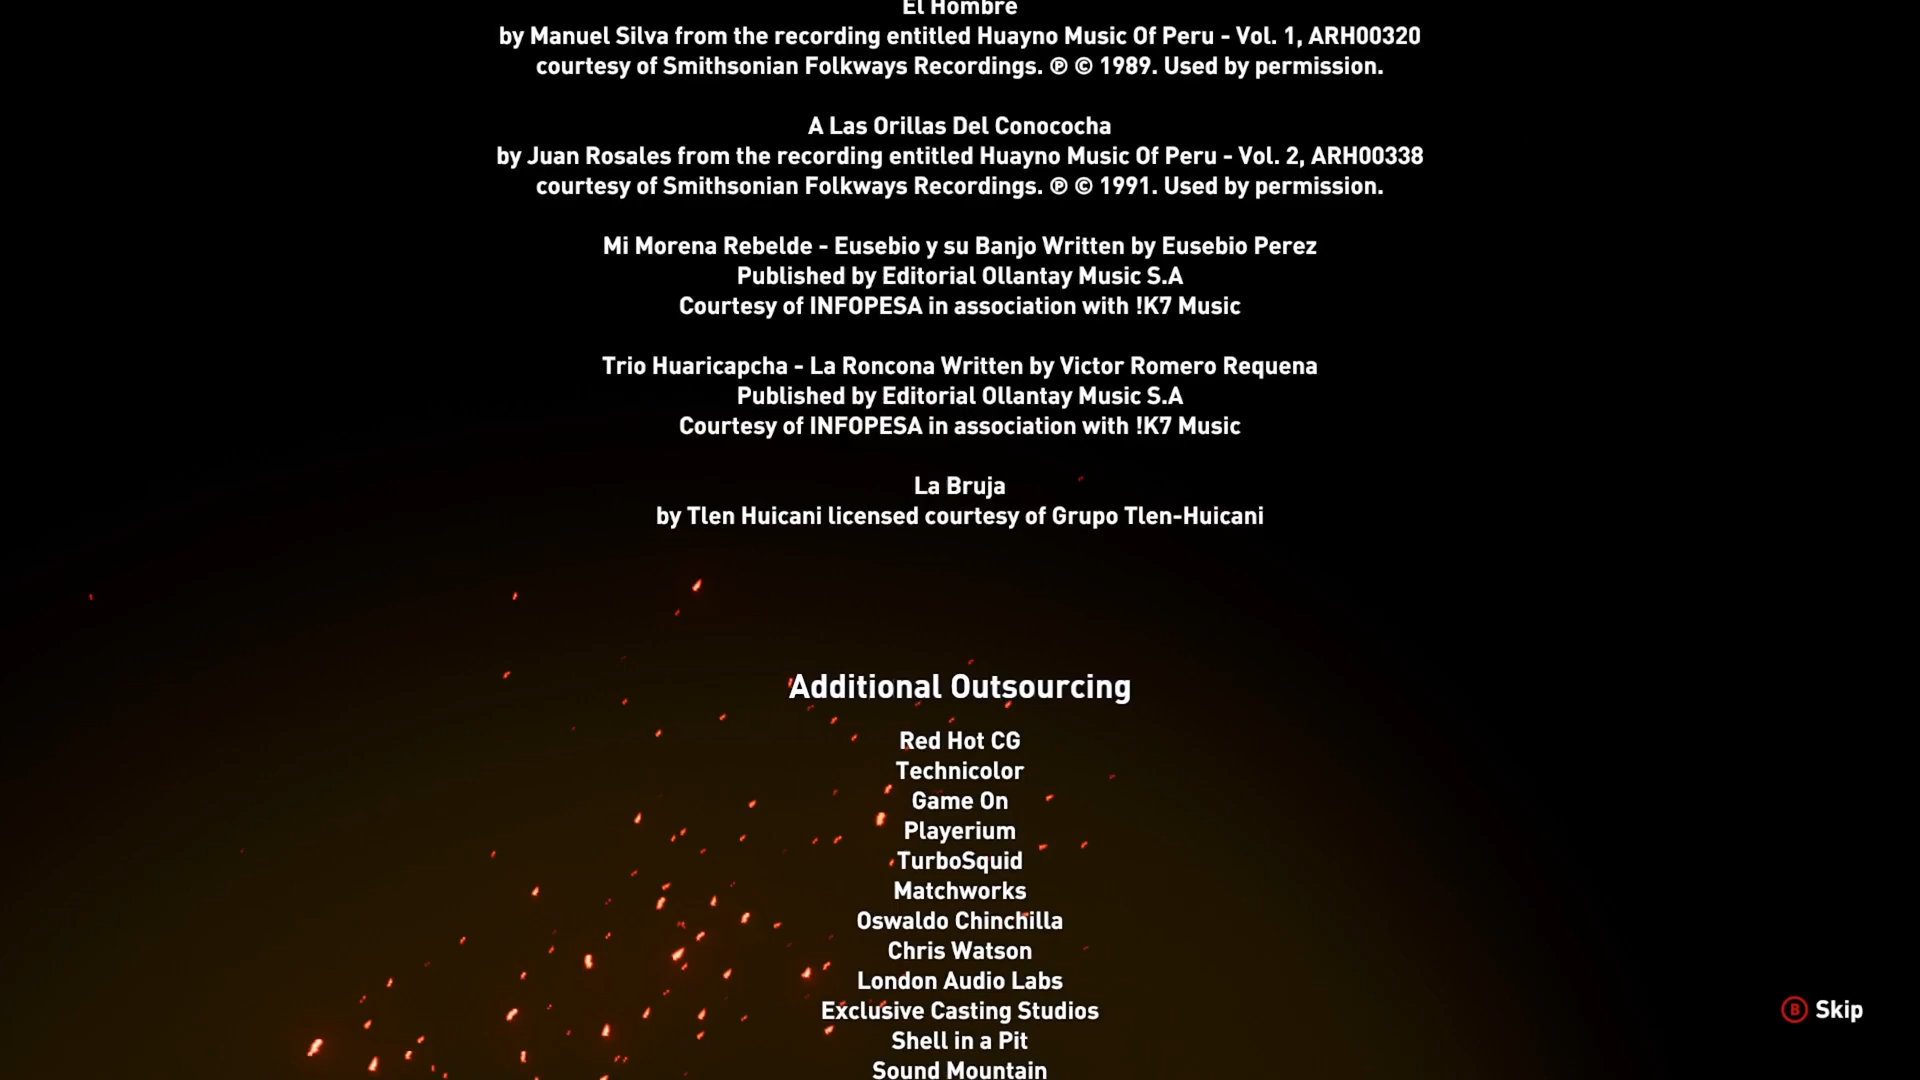 El Hombre
by Manuel Silva from the recording entitled Huayno Music Of Peru - Vol. 1, ARH00320
courtesy of Smithsonian Folkways Recordings. ℗ © 1989. Used by permission.
A Las Orillas Del Conococha
by Juan Rosales from the recording entitled Huayno Music Of Peru - Vol. 2, ARH00338
courtesy of Smithsonian Folkways Recordings. ℗ © 1991. Used by permission.
Mi Morena Rebelde - Eusebio y su Banjo Written by Eusebio Perez
Published by Editorial Ollantay Music S.A
Courtesy of INFOPESA in association with !K7 Music
Trio Huaricapcha - La Roncona Written by Victor Romero Requena
Published by Editorial Ollantay Music S.A
Courtesy of INFOPESA in association with !K7 Music
La Bruja
by Tlen Huicani licensed courtesy of Grupo Tlen-Huicani
Additional Outsourcing
Red Hot CG
Technicolor
Game On
Playerium
TurboSquid
Matchworks
Oswaldo Chinchilla
Chris Watson
London Audio Labs
Exclusive Casting Studios
Shell in a Pit
Sound Mountain
B Skip